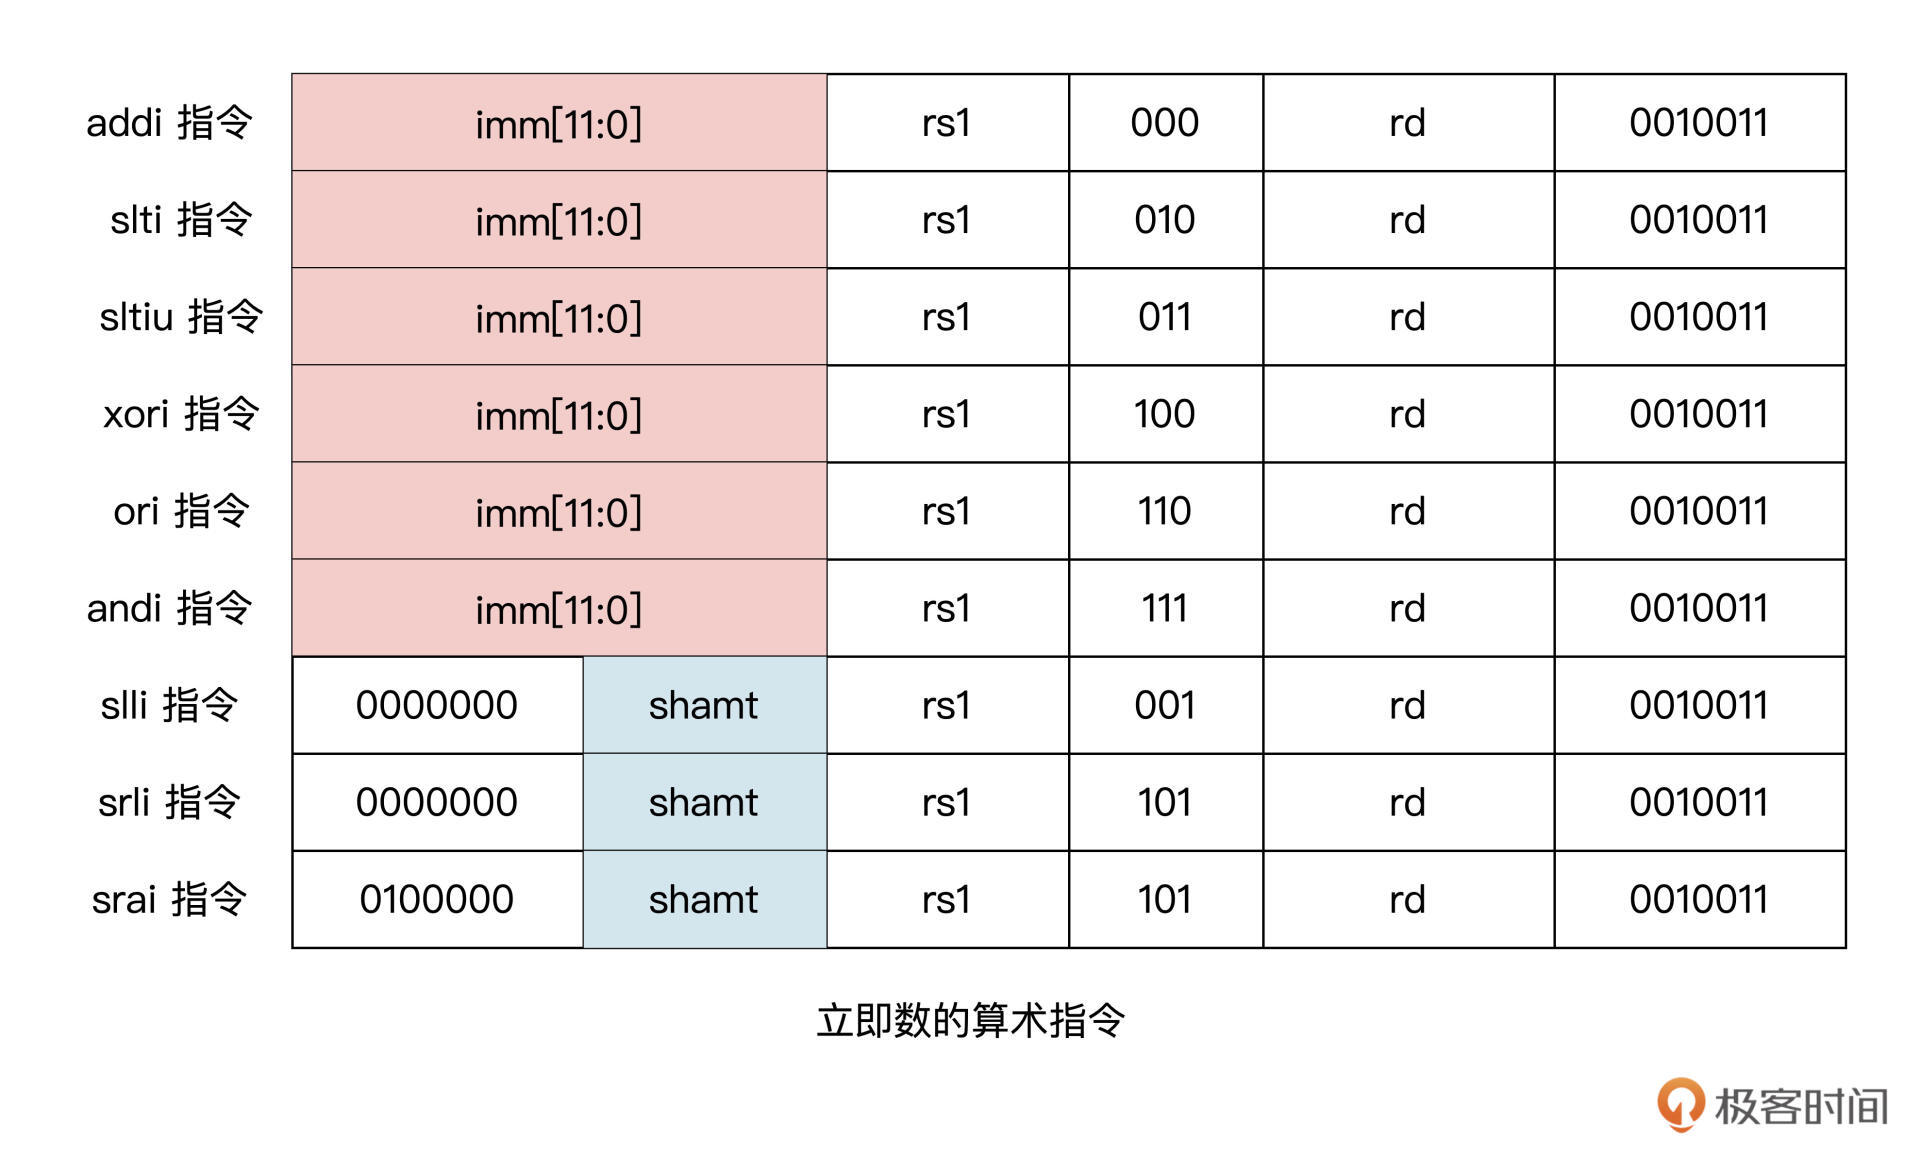 addi 指令 imm[11:0] rs1 000 rd 0010011
slti 指令 imm[11:0] rs1 010 rd 0010011
sltiu 指令 imm[11:0] rs1 011 rd 0010011
xori 指令 imm[11:0] rs1 100 rd 0010011
ori 指令 imm[11:0] rs1 110 rd 0010011
andi 指令 imm[11:0] rs1 111 rd 0010011
slli 指令 0000000 shamt rs1 001 rd 0010011
srli 指令 0000000 shamt rs1 101 rd 0010011
srai 指令 0100000 shamt rs1 101 rd 0010011
立即数的算术指令
极客时间